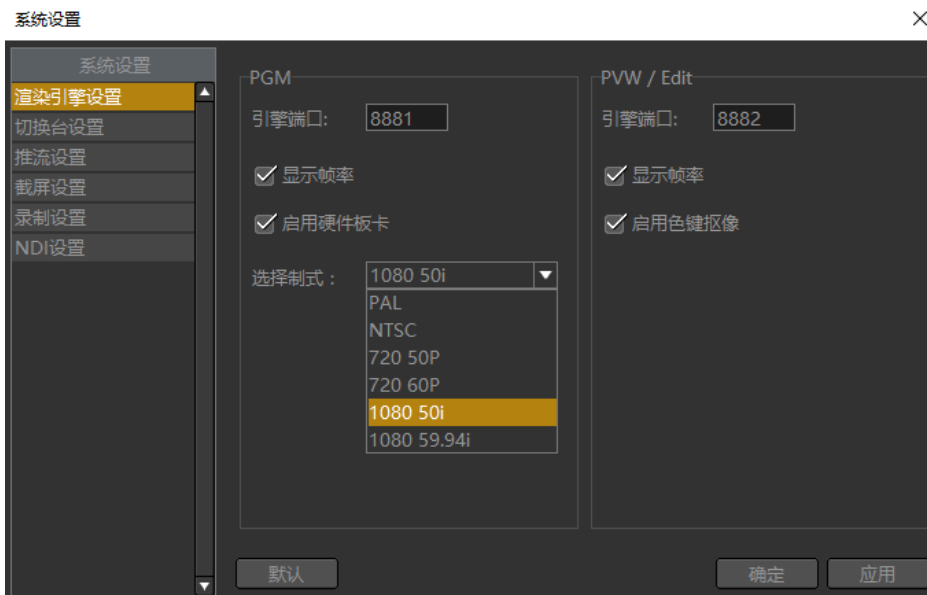 系统设置
系统设置
渲染引擎设置
切换台设置
推流设置
截屏设置
录制设置
NDI设置
PGM
引擎端口: 8881
显示帧率
启用硬件板卡
选择制式： 1080 50i
PAL
NTSC
720 50P
720 60P
1080 50i
1080 59.94i
PVW / Edit
引擎端口: 8882
显示帧率
启用色键抠像
默认
确定
应用